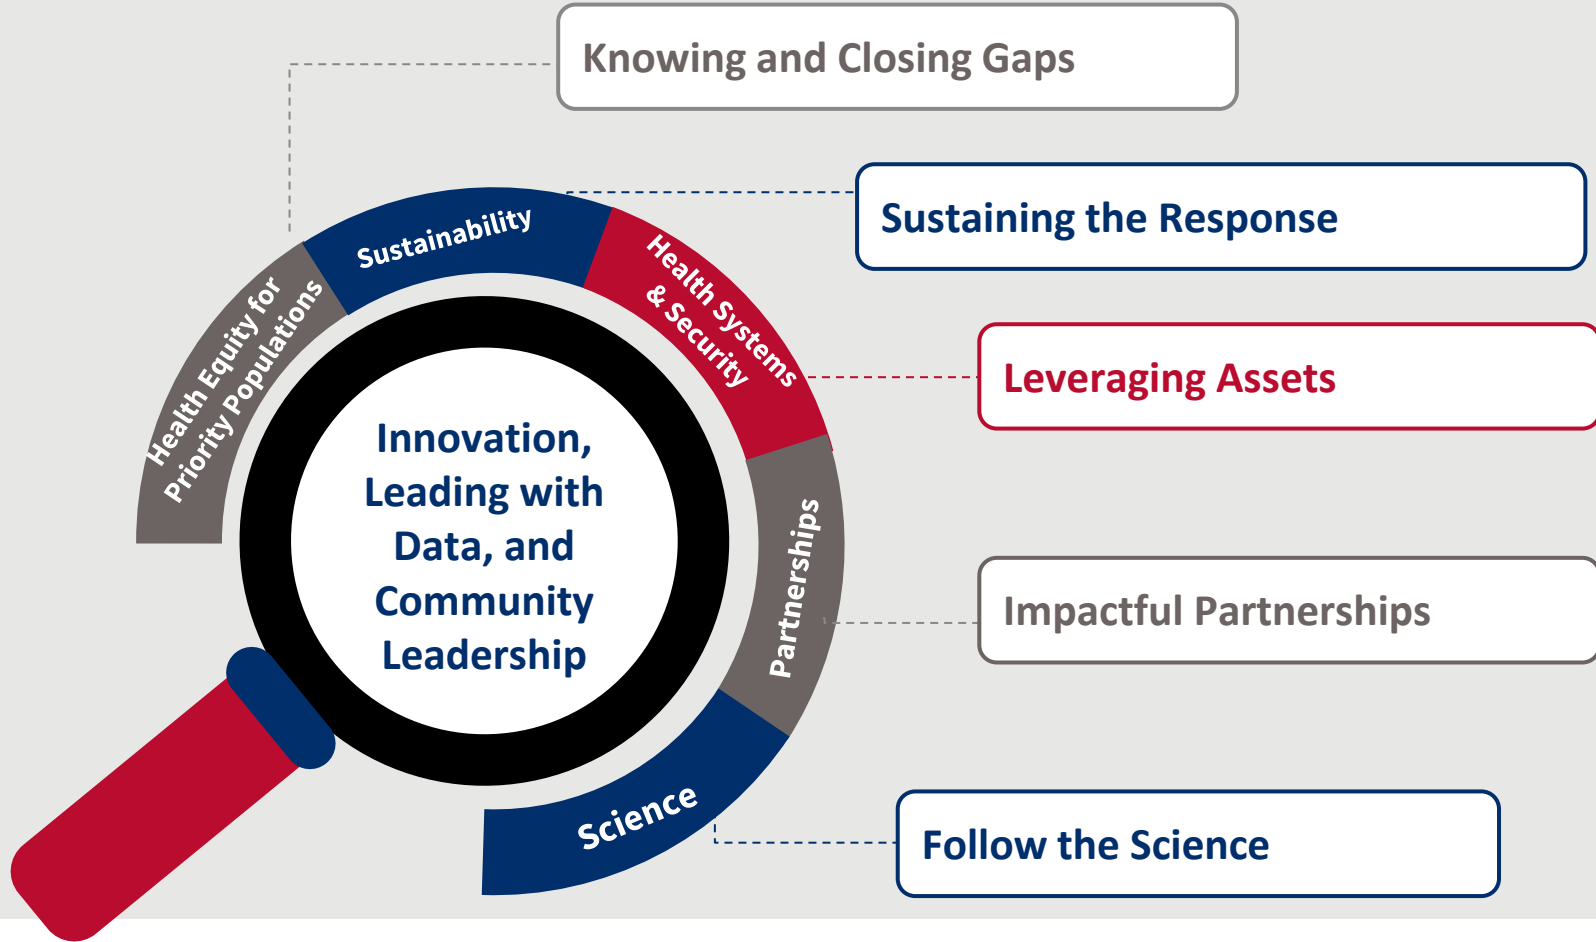 Knowing and Closing Gaps
Sustaining the Response
Leveraging Assets
Impactful Partnerships
Follow the Science
Health Equity for
Priority Populations
Sustainability
Health Systems
& Security
Partnerships
Science
Innovation,
Leading with
Data, and
Community
Leadership